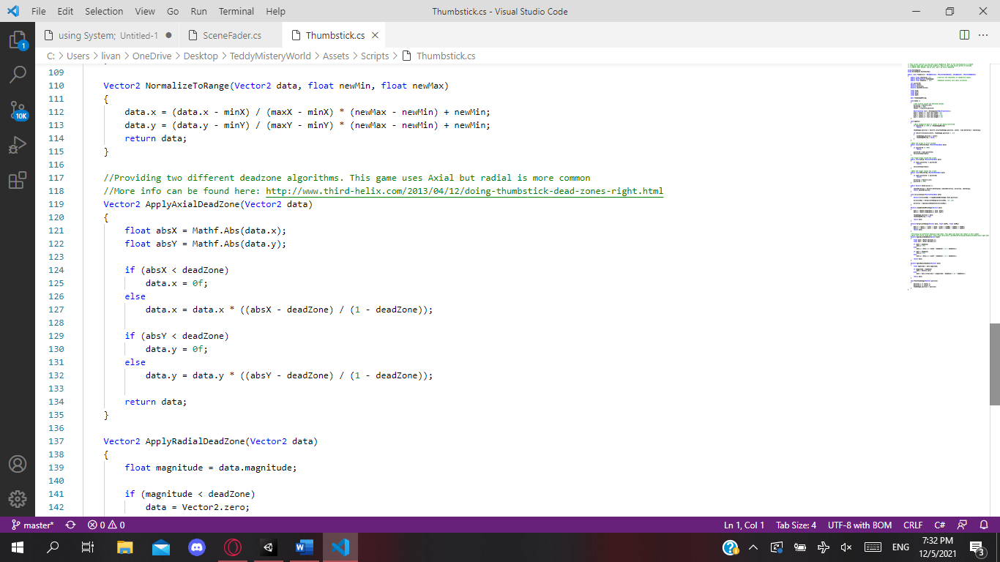 File Edit Selection View Go Run Terminal Help Thumbstick.cs - Visual Studio Code
using System; Untitled-1 SceneFader.cs Thumbstick.cs
C: > Users > livan > OneDrive > Desktop > TeddyMisteryWorld > Assets > Scripts > Thumbstick.cs
1
10K
109
110 Vector2 NormalizeToRange(Vector2 data, float newMin, float newMax)
111 {
112 data.x = (data.x - minX) / (maxX - minX) * (newMax - newMin) + newMin;
113 data.y = (data.y - minY) / (maxY - minY) * (newMax - newMin) + newMin;
114 return data;
115 }
116
117 //Providing two different deadzone algorithms. This game uses Axial but radial is more common
118 //More info can be found here: http://www.third-helix.com/2013/04/12/doing-thumbstick-dead-zones-right.html
119 Vector2 ApplyAxialDeadZone(Vector2 data)
120 {
121 float absX = Mathf.Abs(data.x);
122 float absY = Mathf.Abs(data.y);
123
124 if (absX < deadZone)
125 data.x = 0f;
126 else
127 data.x = data.x * ((absX - deadZone) / (1 - deadZone));
128
129 if (absY < deadZone)
130 data.y = 0f;
131 else
132 data.y = data.y * ((absY - deadZone) / (1 - deadZone));
133
134 return data;
135 }
136
137 Vector2 ApplyRadialDeadZone(Vector2 data)
138 {
139 float magnitude = data.magnitude;
140
141 if (magnitude < deadZone)
142 data = Vector2.zero;
master* 0 0 Ln 1, Col 1 Tab Size: 4 UTF-8 with BOM CRLF C#
ENG 7:32 PM
12/5/2021 3